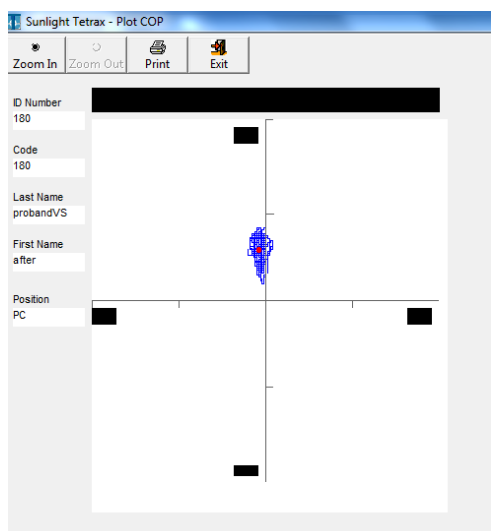 Sunlight Tetrax - Plot COP
Zoom In Zoom Out Print Exit
ID Number
180
Code
180
Last Name
probandVS
First Name
after
Position
PC